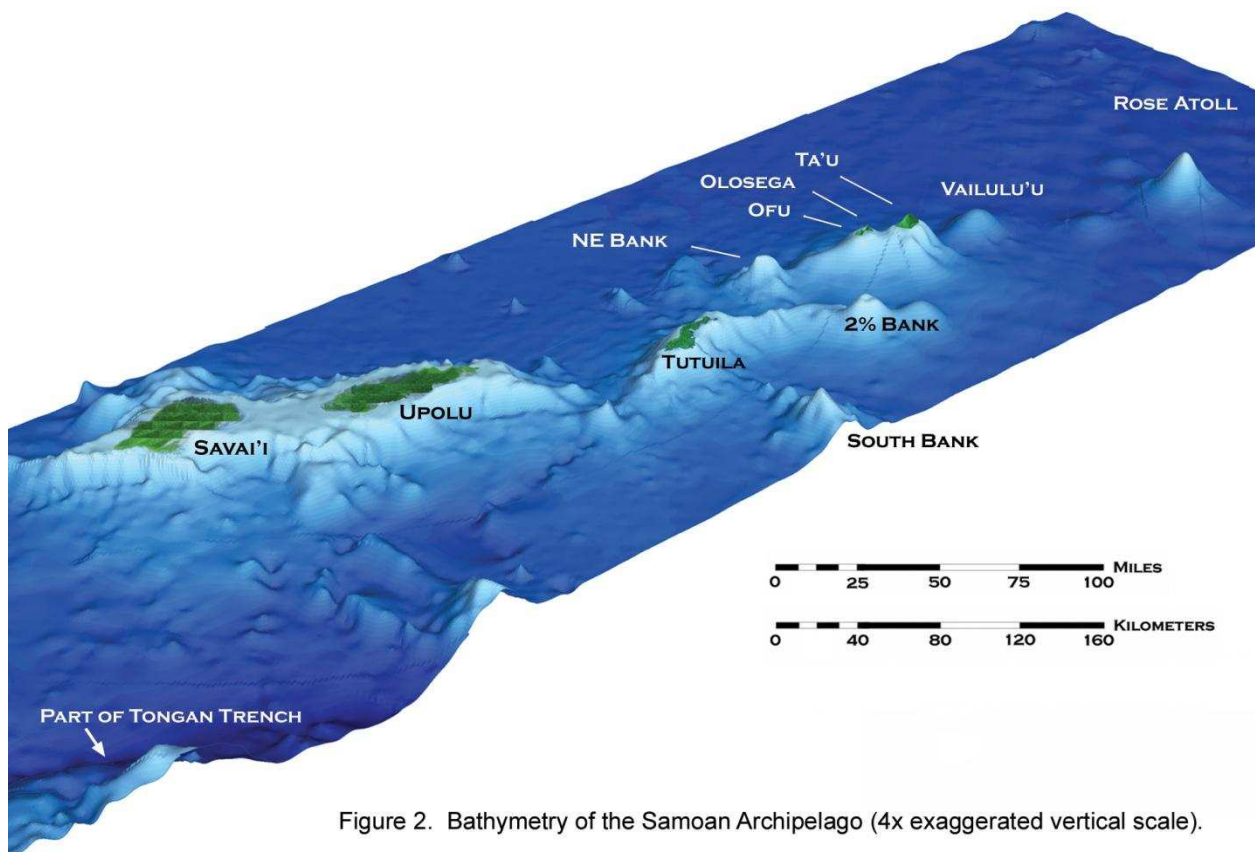 ROSE ATOLL
TA'U
OLOSEGA
VAILULU'U
OFU
NE BANK
2% BANK
TUTUILA
UPOLU
SOUTH BANK
SAVAI'I
MILES
0 25 50 75 100
KILOMETERS
0 40 80 120 160
PART OF TONGAN TRENCH
Figure 2. Bathymetry of the Samoan Archipelago (4x exaggerated vertical scale).